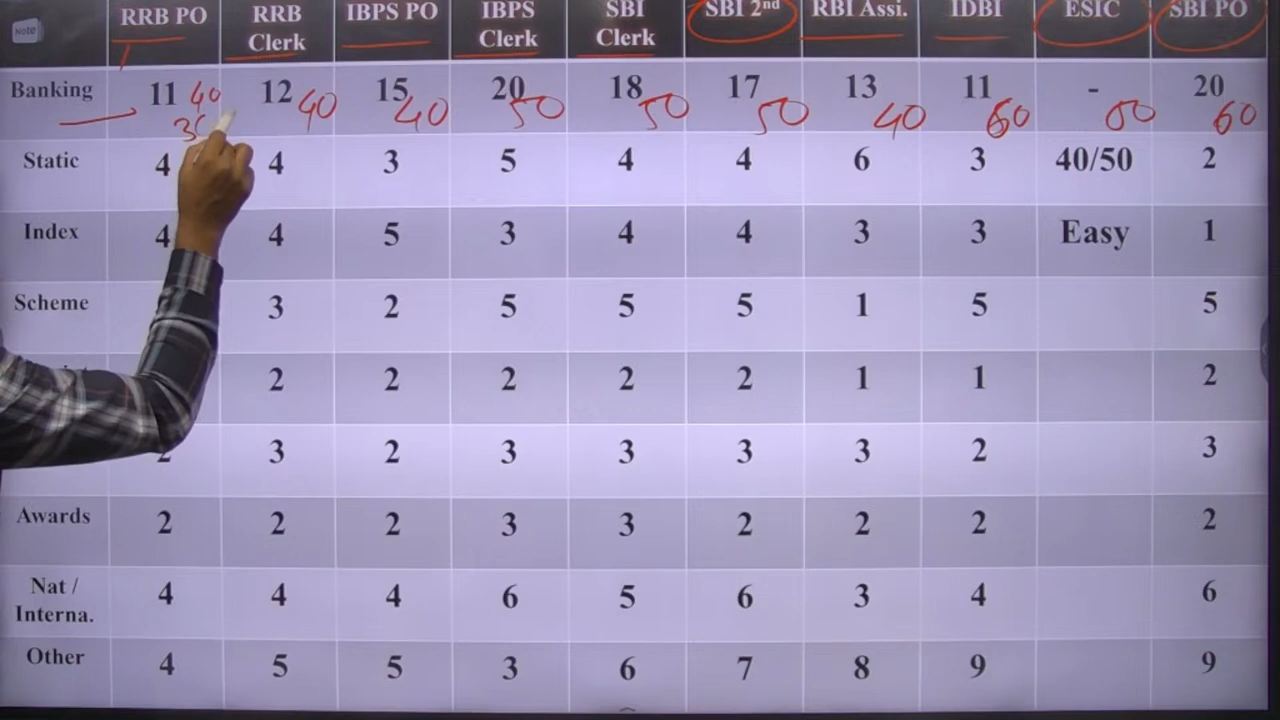 Note
RRB PO RRB Clerk IBPS PO IBPS Clerk SBI Clerk SBI 2nd RBI Assi. IDBI ESIC SBI PO
Banking 11 12 15 20 18 17 13 11 - 20
40 40 40 50 50 50 40 60 60
Static 4 4 3 5 4 4 6 3 40/50 2
Index 4 4 5 3 4 4 3 3 Easy 1
Scheme 3 2 5 5 5 1 5 5
2 2 2 2 2 1 1 2
3 2 3 3 3 3 2 3
Awards 2 2 2 3 3 2 2 2 2
Nat / Interna. 4 4 4 6 5 6 3 4 6
Other 4 5 5 3 6 7 8 9 9